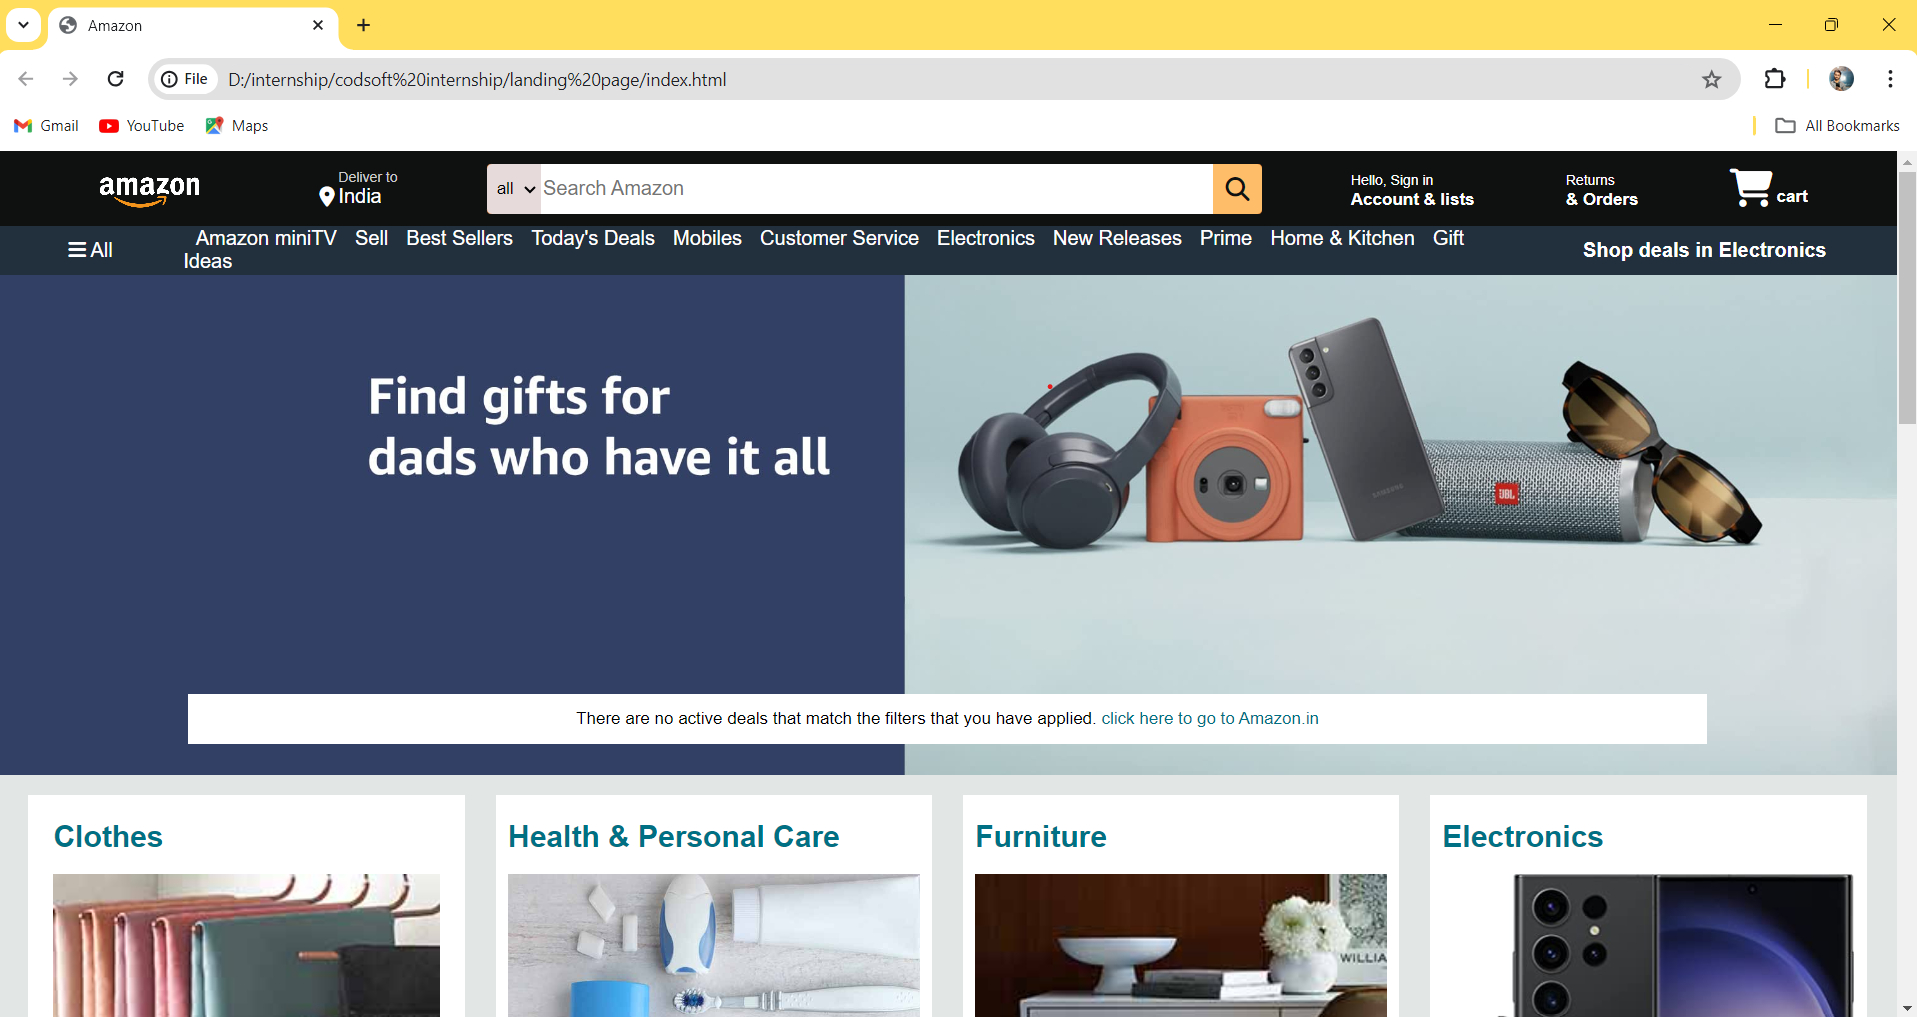 Amazon
File D:/internship/codsoft%20internship/landing%20page/index.html
Gmail YouTube Maps All Bookmarks
amazon
Deliver to
India
all Search Amazon
Hello, Sign in
Account & lists
Returns
& Orders
cart
All
Amazon miniTV Sell Best Sellers Today's Deals Mobiles Customer Service Electronics New Releases Prime Home & Kitchen Gift
Ideas
Shop deals in Electronics
Find gifts for
dads who have it all
SAMSUNG
JBL
There are no active deals that match the filters that you have applied. click here to go to Amazon.in
Clothes Health & Personal Care Furniture Electronics
WILLIA